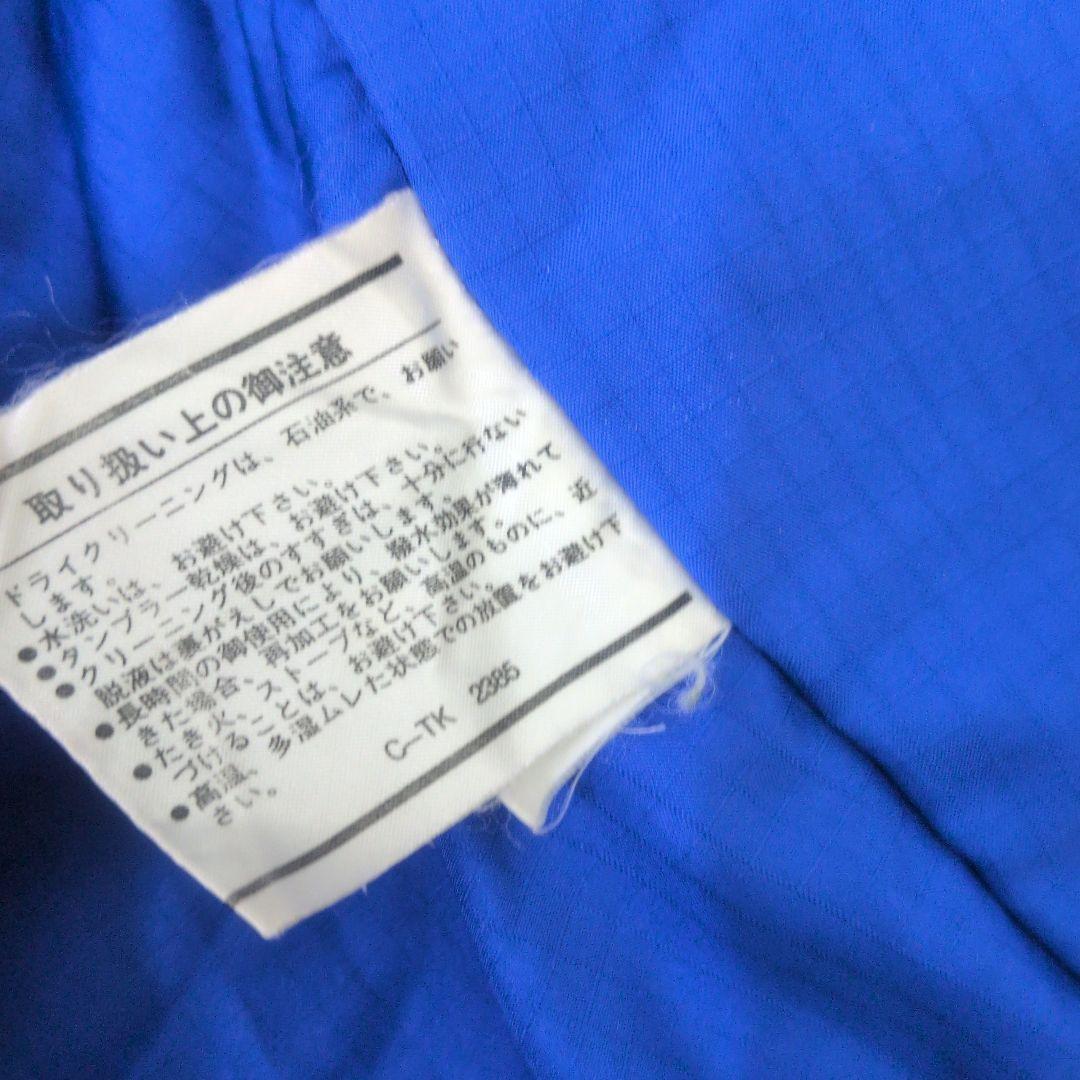 取り扱い上の御注意
ドライクリーニングは、石油系で、お願い
します。
●水洗いは、お避け下さい。
●タンブラー乾燥は、お避け下さい。
●クリーニング後のすすぎは、十分に行ない
脱液は裏がえしでお願いします。
●長時間の御使用により、撥水効果が薄れて
きた場合、再加工をお願いします。
●たき火、ストーブなど、高温のものに、近
づけることは、お避け下さい。
●高温、多湿ムレた状態での放置をお避け下
さい。
C-TK 2385